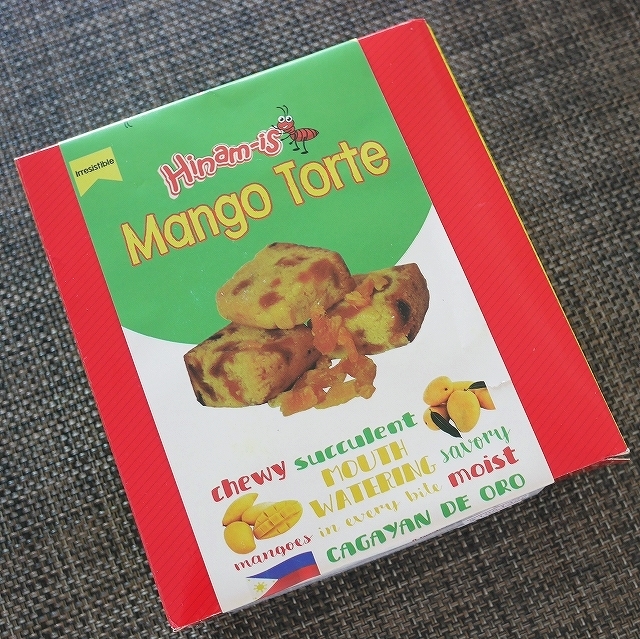 Irresistible
Hinam-is
Mango Torte
chewy succulent
MOUTH
WATERING savory
mangoes in every bite moist
CAGAYAN DE ORO